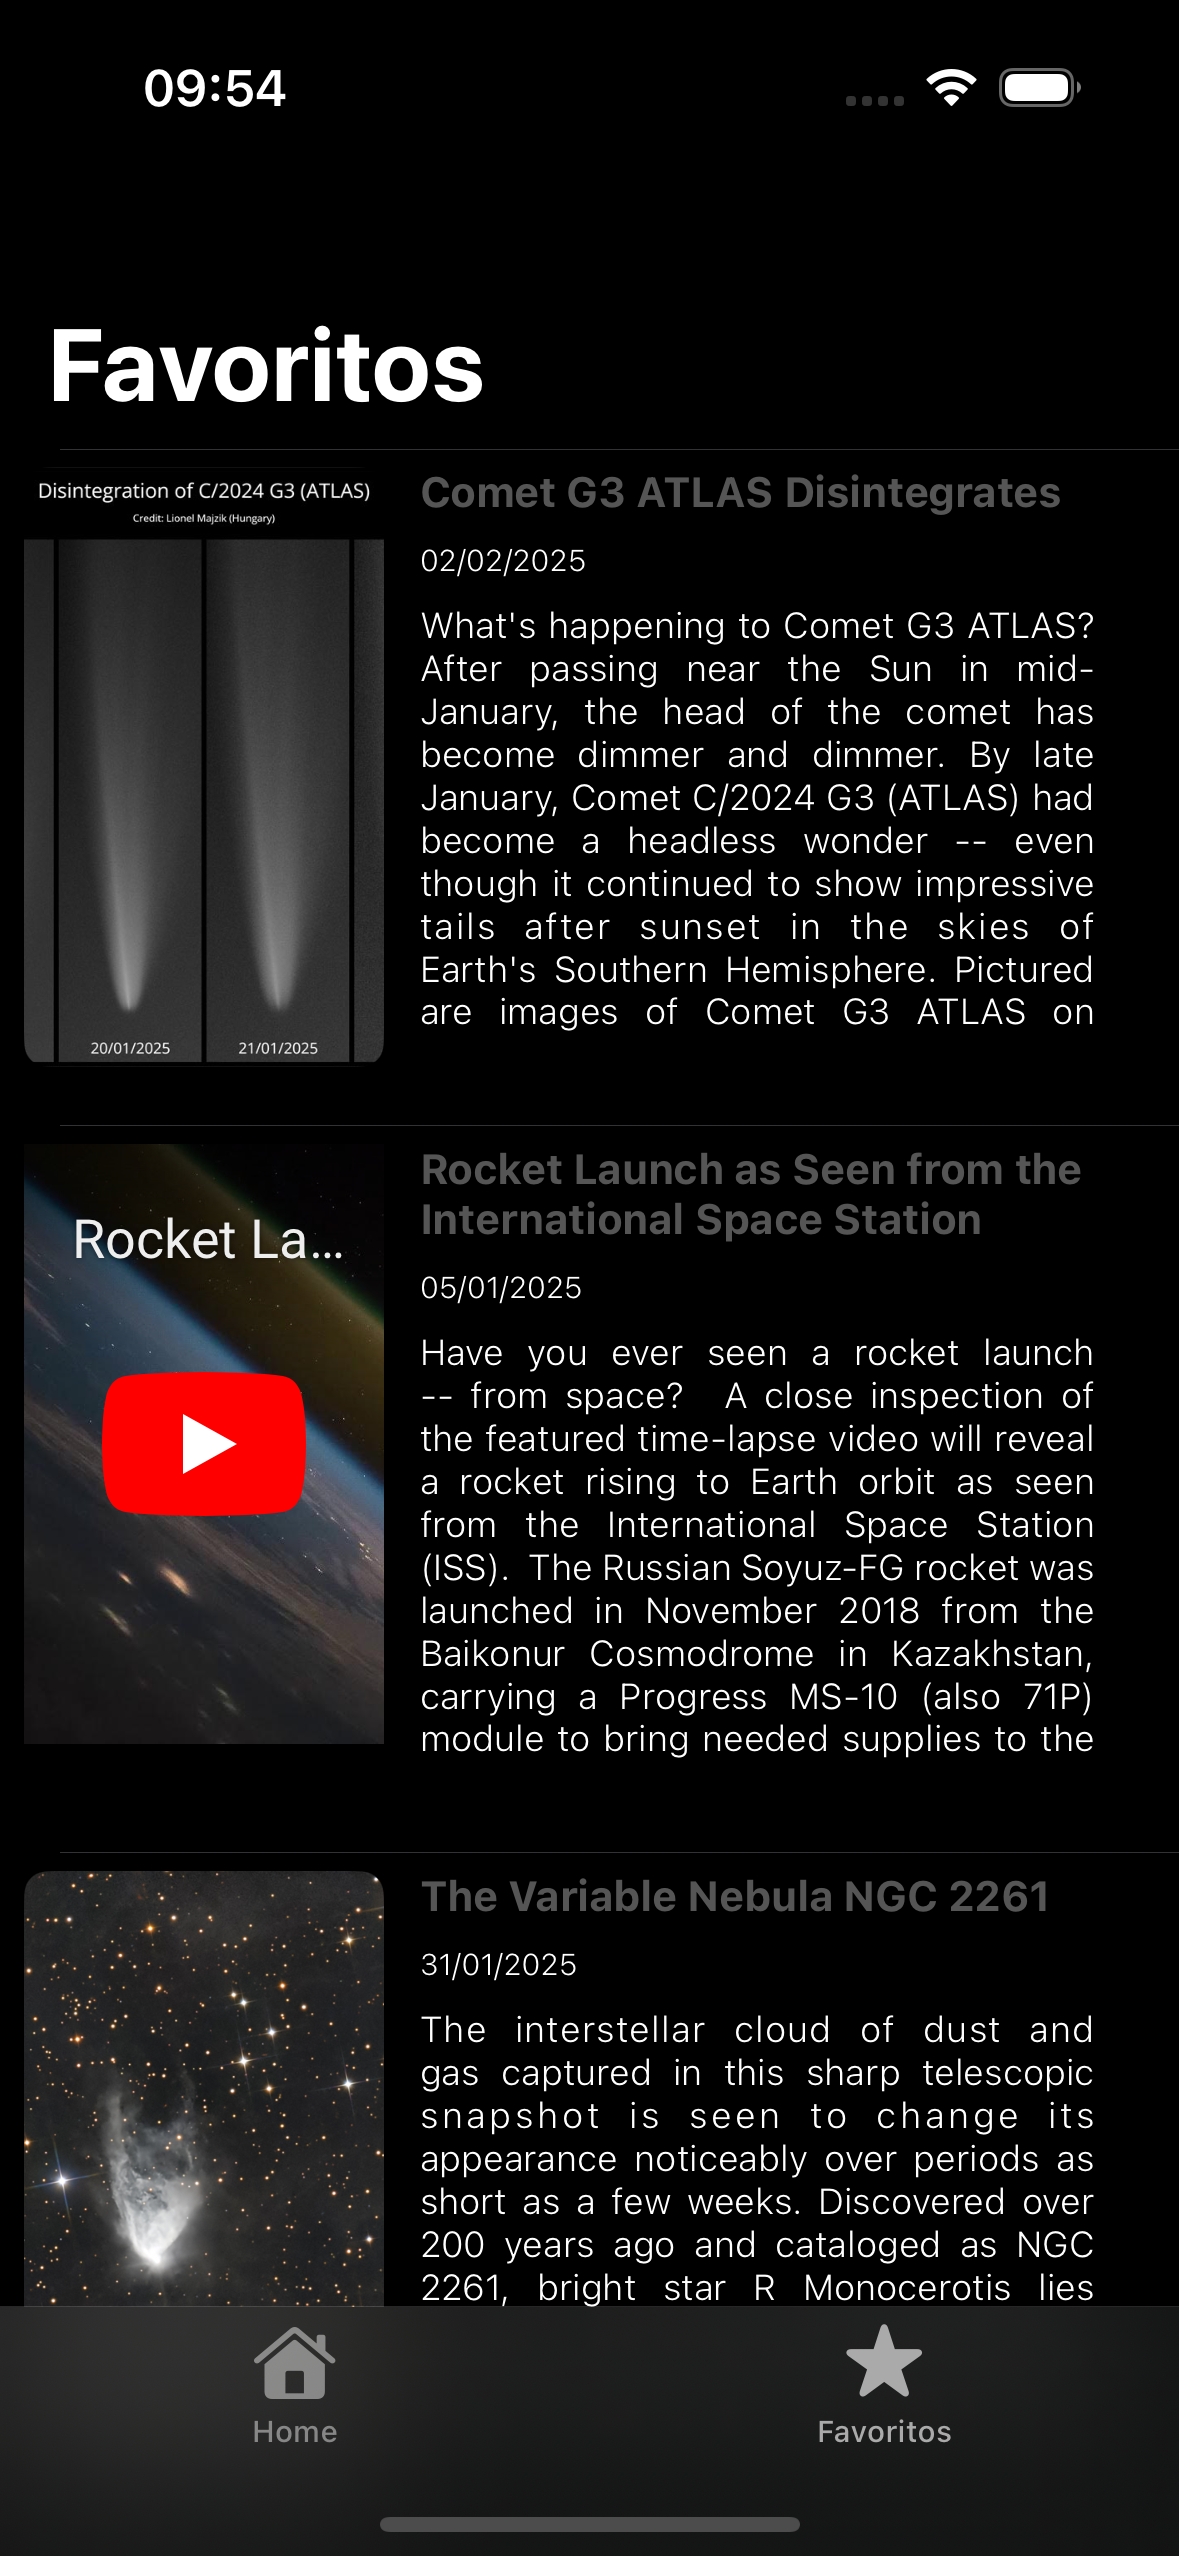 09:54
Favoritos
Disintegration of C/2024 G3 (ATLAS)
Credit: Lionel Majzik (Hungary)
20/01/2025
21/01/2025
Comet G3 ATLAS Disintegrates
02/02/2025
What's happening to Comet G3 ATLAS?
After passing near the Sun in mid-
January, the head of the comet has
become dimmer and dimmer. By late
January, Comet C/2024 G3 (ATLAS) had
become a headless wonder -- even
though it continued to show impressive
tails after sunset in the skies of
Earth's Southern Hemisphere. Pictured
are images of Comet G3 ATLAS on
Rocket La...
Rocket Launch as Seen from the
International Space Station
05/01/2025
Have you ever seen a rocket launch
-- from space?  A close inspection of
the featured time-lapse video will reveal
a rocket rising to Earth orbit as seen
from the International Space Station
(ISS).  The Russian Soyuz-FG rocket was
launched in November 2018 from the
Baikonur Cosmodrome in Kazakhstan,
carrying a Progress MS-10 (also 71P)
module to bring needed supplies to the
The Variable Nebula NGC 2261
31/01/2025
The interstellar cloud of dust and
gas captured in this sharp telescopic
snapshot is seen to change its
appearance noticeably over periods as
short as a few weeks. Discovered over
200 years ago and cataloged as NGC
2261, bright star R Monocerotis lies
Home
Favoritos